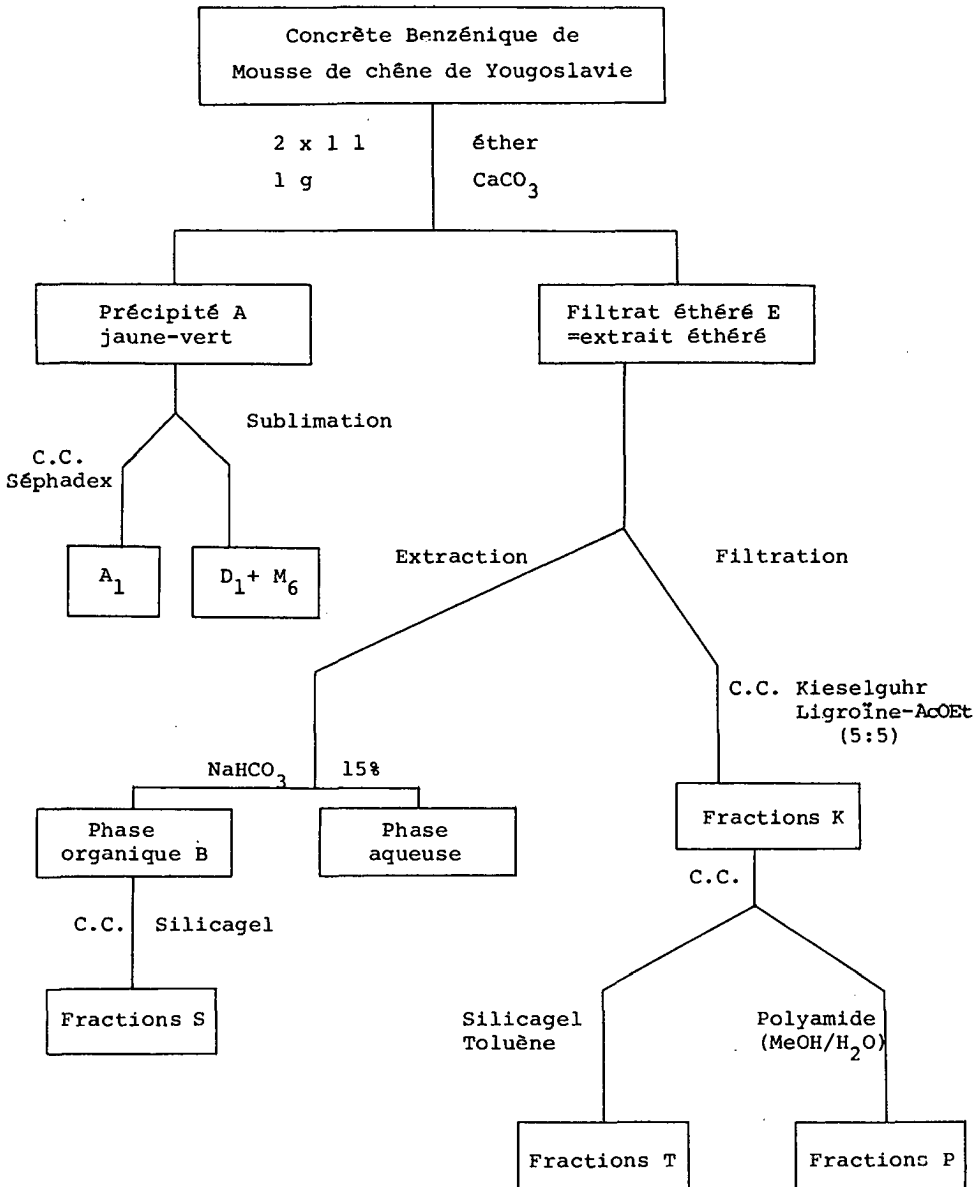 Concrète Benzénique de
Mousse de chêne de Yougoslavie
2 x 1 l éther
1 g CaCO₃
Précipité A
jaune-vert
Filtrat éthéré E
=extrait éthéré
Sublimation
C.C.
Séphadex
A₁
D₁+ M₆
Extraction
Filtration
C.C. Kieselguhr
Ligroïne-AcOEt
(5:5)
NaHCO₃ 15%
Phase
organique B
Phase
aqueuse
Fractions K
C.C.
C.C. Silicagel
Fractions S
Silicagel
Toluène
Polyamide
(MeOH/H₂O)
Fractions T
Fractions P